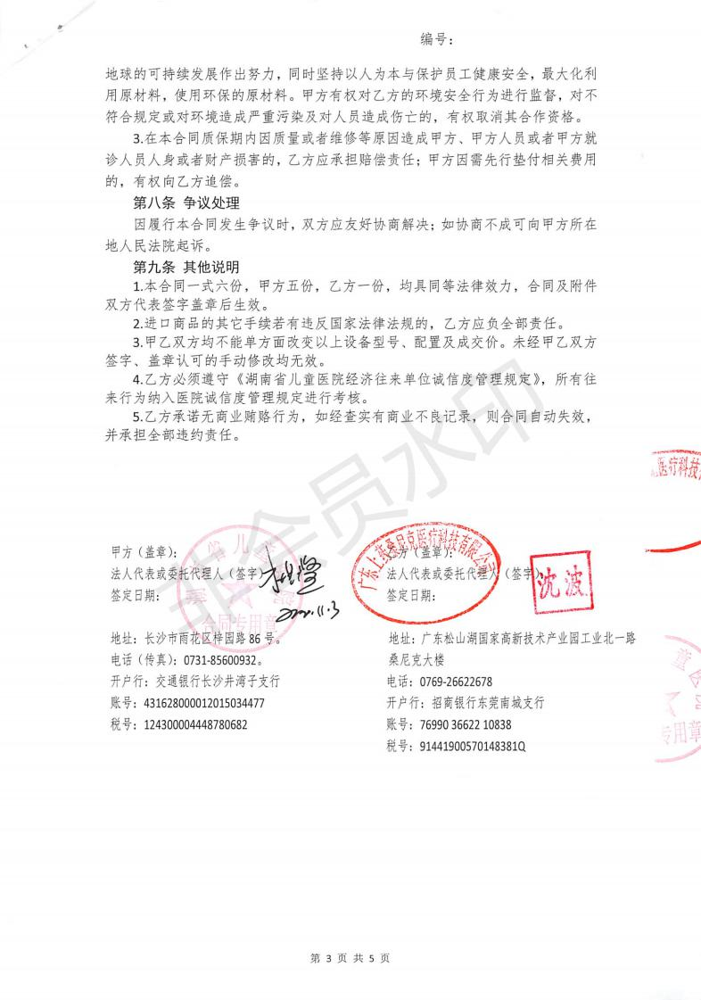 编号：
地球的可持续发展作出努力，同时坚持以人为本与保护员工健康安全，最大化利
用原材料，使用环保的原材料。甲方有权对乙方的环境安全行为进行监督，对不
符合规定或对环境造成严重污染及对人员造成伤亡的，有权取消其合作资格。
3.在本合同质保期内因质量或者维修等原因造成甲方、甲方人员或者甲方就
诊人员人身或者财产损害的，乙方应承担赔偿责任；甲方因需先行垫付相关费用
的，有权向乙方追偿。
第八条 争议处理
因履行本合同发生争议时，双方应友好协商解决；如协商不成可向甲方所在
地人民法院起诉。
第九条 其他说明
1.本合同一式六份，甲方五份，乙方一份，均具同等法律效力，合同及附件
双方代表签字盖章后生效。
2.进口商品的其它手续若有违反国家法律法规的，乙方应负全部责任。
3.甲乙双方均不能单方面改变以上设备型号、配置及成交价。未经甲乙双方
签字、盖章认可的手动修改均无效。
4.乙方必须遵守《湖南省儿童医院经济往来单位诚信度管理规定》，所有往
来行为纳入医院诚信度管理规定进行考核。
5.乙方承诺无商业贿赂行为，如经查实有商业不良记录，则合同自动失效，
并承担全部违约责任。
非会员水印
医疗科技
甲方（盖章）：
法人代表或委托代理人（签字）
签定日期：
省儿童
合同专用章
乙方（盖章）：
法人代表或委托代理人（签字）
签定日期：
桑尼克医疗科技有限公司
沈波
地址：长沙市雨花区梓园路 86 号。
电话（传真）：0731-85600932。
开户行：交通银行长沙井湾子支行
账号：431628000012015034477
税号：124300004448780682
地址：广东松山湖国家高新技术产业园工业北一路
桑尼克大楼
电话：0769-26622678
开户行：招商银行东莞南城支行
账号：76990 36622 10838
税号：91441900570148381Q
童医
专用章
第 3 页 共 5 页